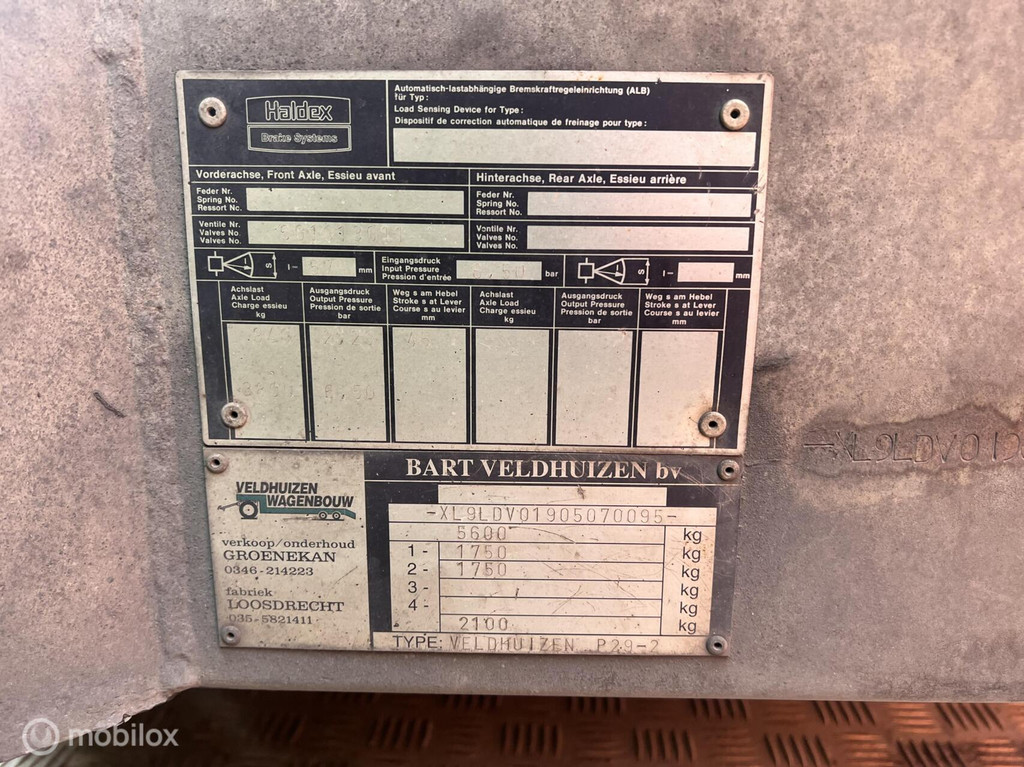 Haldex
Brake Systems
Automatisch-lastabhängige Bremskraftregeleinrichtung (ALB)
für Typ:
Load Sensing Device for Type:
Dispositif de correction automatique de freinage pour type:
Vorderachse, Front Axle, Essieu avant
Hinterachse, Rear Axle, Essieu arrière
Feder Nr.
Spring No.
Ressort No.
Feder Nr.
Spring No.
Ressort No.
Ventile Nr.
Valves No.
Valves No.
Ventile Nr.
Valves No.
Valves No.
s
l = mm
Eingangsdruck
Input Pressure
Pression d'entrée
bar
s
l = mm
Achslast
Axle Load
Charge essieu
kg
Ausgangsdruck
Output Pressure
Pression de sortie
bar
Weg s am Hebel
Stroke s at Lever
Course s au levier
mm
Achslast
Axle Load
Charge essieu
kg
Ausgangsdruck
Output Pressure
Pression de sortie
bar
Weg s am Hebel
Stroke s at Lever
Course s au levier
mm
VELDHUIZEN
WAGENBOUW
verkoop/onderhoud
GROENEKAN
0346-214223
fabriek
LOOSDRECHT
035-5821411
BART VELDHUIZEN bv
-XL9LDV01905070095-
5600 kg
1- 1750 kg
2- 1750 kg
3- kg
4- kg
2100 kg
TYPE: VELDHUIZEN P29-2
-XL9LDV019
mobilox